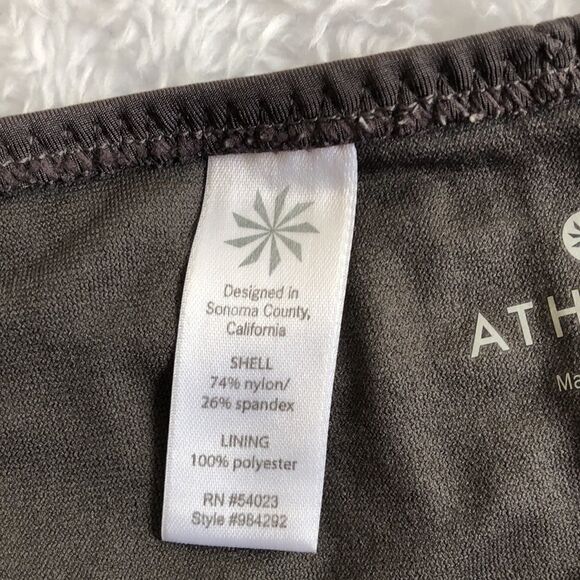 Designed in
Sonoma County,
California
SHELL
74% nylon/
26% spandex
LINING
100% polyester
RN #54023
Style #984292
ATH
Ma